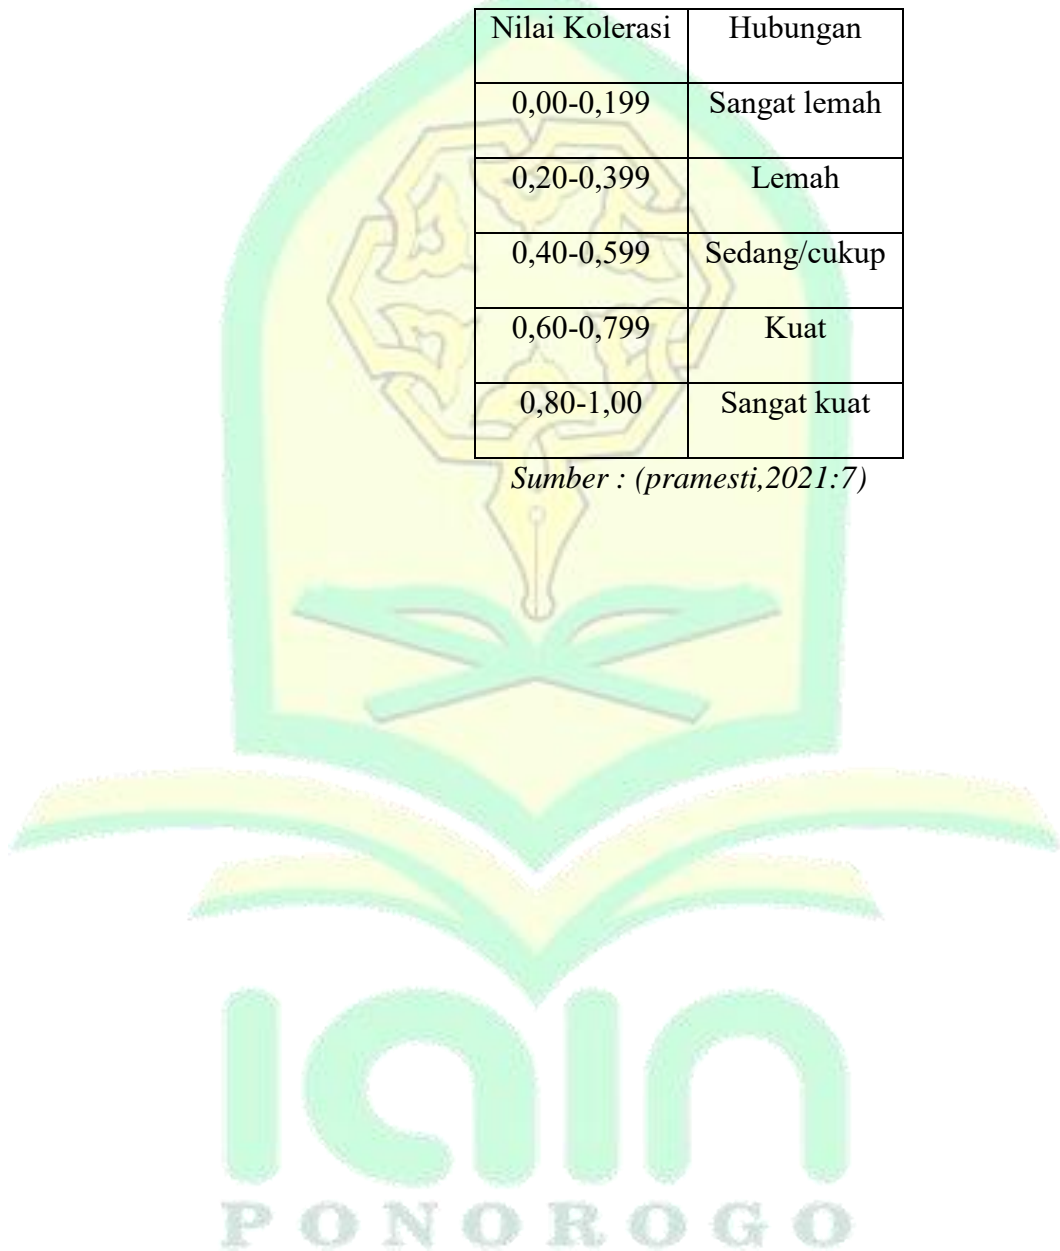 Nilai Kolerasi Hubungan
0,00-0,199 Sangat lemah
0,20-0,399 Lemah
0,40-0,599 Sedang/cukup
0,60-0,799 Kuat
0,80-1,00 Sangat kuat
Sumber : (pramesti,2021:7)
iain
PONOROGO